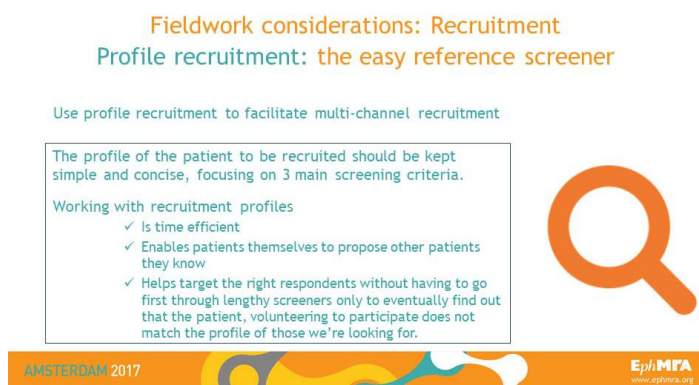 Fieldwork considerations: Recruitment
Profile recruitment: the easy reference screener
Use profile recruitment to facilitate multi-channel recruitment
The profile of the patient to be recruited should be kept
simple and concise, focusing on 3 main screening criteria.
Working with recruitment profiles
✓ Is time efficient
✓ Enables patients themselves to propose other patients
they know
✓ Helps target the right respondents without having to go
first through lengthy screeners only to eventually find out
that the patient, volunteering to participate does not
match the profile of those we're looking for.
AMSTERDAM 2017
EphMRA
www.ephmra.org